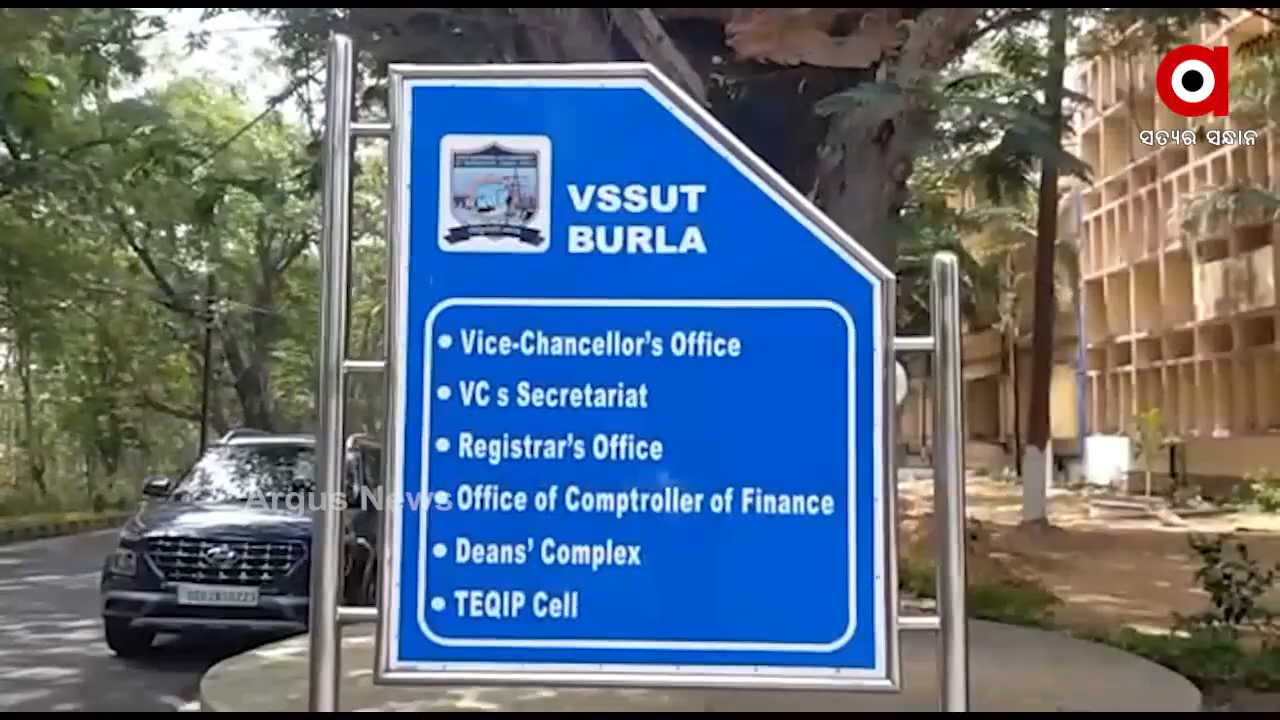 ସତ୍ୟର ସନ୍ଧାନ
VSSUT
BURLA
• Vice-Chancellor's Office
• VC s Secretariat
• Registrar's Office
• Office of Comptroller of Finance
• Deans' Complex
• TEQIP Cell
Argus News